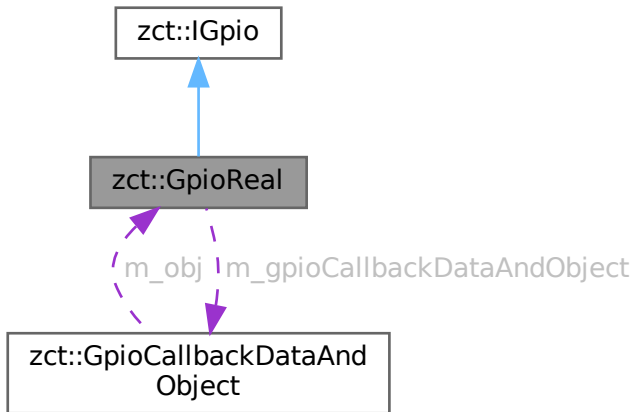 zct::IGpio
zct::GpioReal
m_obj
m_gpioCallbackDataAndObject
zct::GpioCallbackDataAnd
Object